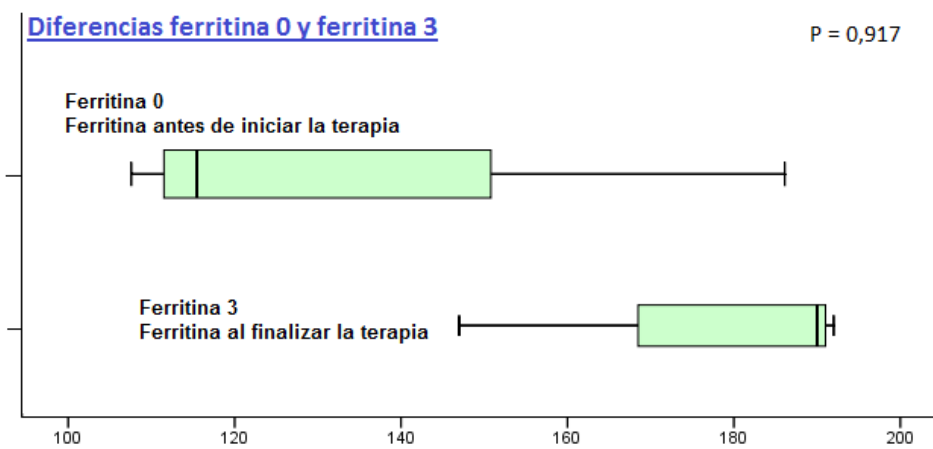 Diferencias ferritina 0 y ferritina 3
P = 0,917
Ferritina 0
Ferritina antes de iniciar la terapia
Ferritina 3
Ferritina al finalizar la terapia
100 120 140 160 180 200